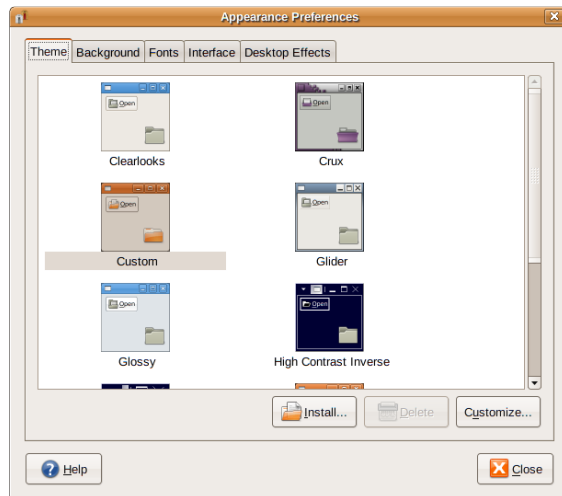 Appearance Preferences
Theme Background Fonts Interface Desktop Effects
Open Open
Clearlooks Crux
Open Open
Custom Glider
Open Open
Glossy High Contrast Inverse
Install... Delete Customize...
Help Close